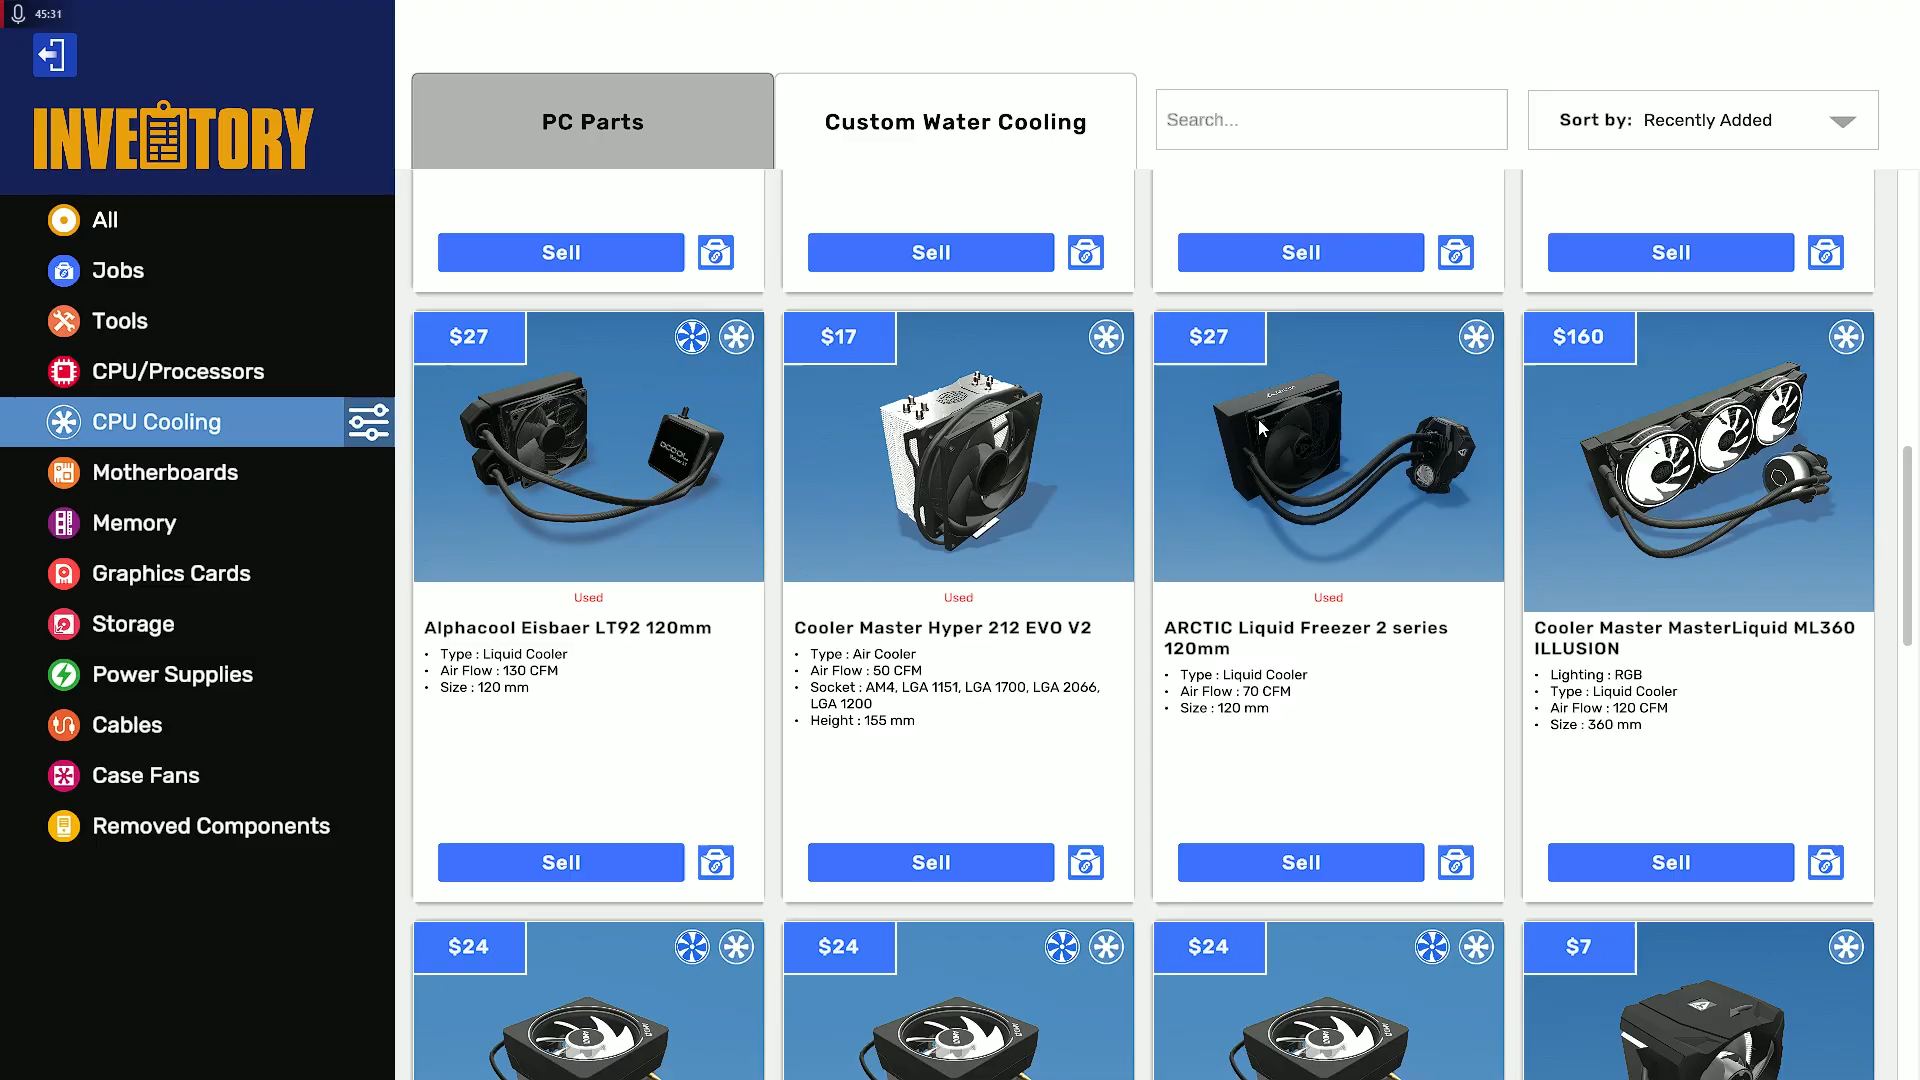 45:31
INVENTORY
All
Jobs
Tools
CPU/Processors
CPU Cooling
Motherboards
Memory
Graphics Cards
Storage
Power Supplies
Cables
Case Fans
Removed Components
PC Parts
Custom Water Cooling
Search...
Sort by: Recently Added
Sell
Sell
Sell
Sell
$27
Used
Alphacool Eisbaer LT92 120mm
• Type : Liquid Cooler
• Air Flow : 130 CFM
• Size : 120 mm
Sell
$17
Used
Cooler Master Hyper 212 EVO V2
• Type : Air Cooler
• Air Flow : 50 CFM
• Socket : AM4, LGA 1151, LGA 1700, LGA 2066,
LGA 1200
• Height : 155 mm
Sell
$27
Used
ARCTIC Liquid Freezer 2 series
120mm
• Type : Liquid Cooler
• Air Flow : 70 CFM
• Size : 120 mm
Sell
$160
Cooler Master MasterLiquid ML360
ILLUSION
• Lighting : RGB
• Type : Liquid Cooler
• Air Flow : 120 CFM
• Size : 360 mm
Sell
$24
$24
$24
$7